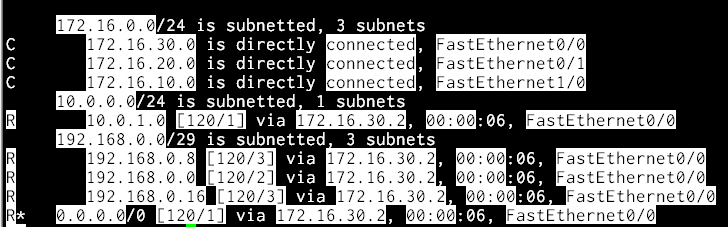 172.16.0.0/24 is subnetted, 3 subnets
C 172.16.30.0 is directly connected, FastEthernet0/0
C 172.16.20.0 is directly connected, FastEthernet0/1
C 172.16.10.0 is directly connected, FastEthernet1/0
10.0.0.0/24 is subnetted, 1 subnets
R 10.0.1.0 [120/1] via 172.16.30.2, 00:00:06, FastEthernet0/0
192.168.0.0/29 is subnetted, 3 subnets
R 192.168.0.8 [120/3] via 172.16.30.2, 00:00:06, FastEthernet0/0
R 192.168.0.0 [120/2] via 172.16.30.2, 00:00:06, FastEthernet0/0
R 192.168.0.16 [120/3] via 172.16.30.2, 00:00:06, FastEthernet0/0
R* 0.0.0.0/0 [120/1] via 172.16.30.2, 00:00:06, FastEthernet0/0